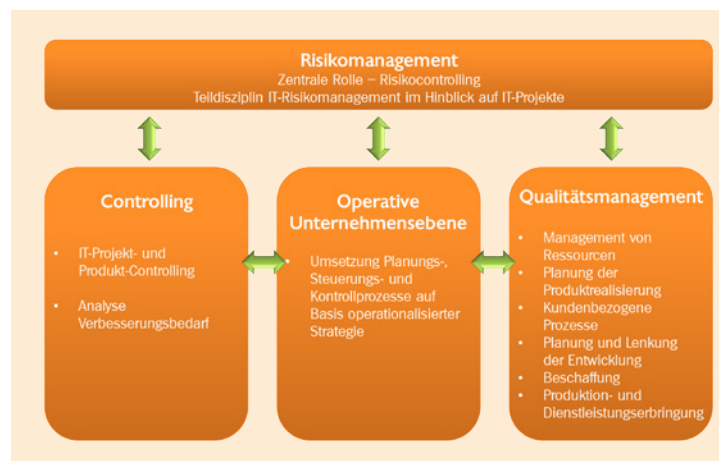 Risikomanagement
Zentrale Rolle – Risikocontrolling
Teildisziplin IT-Risikomanagement im Hinblick auf IT-Projekte
Controlling
• IT-Projekt- und
Produkt-Controlling
• Analyse
Verbesserungsbedarf
Operative
Unternehmensebene
• Umsetzung Planungs-,
Steuerungs- und
Kontrollprozesse auf
Basis operationalisierter
Strategie
Qualitätsmanagement
• Management von
Ressourcen
• Planung der
Produktrealisierung
• Kundenbezogene
Prozesse
• Planung und Lenkung
der Entwicklung
• Beschaffung
• Produktion- und
Dienstleistungserbringung